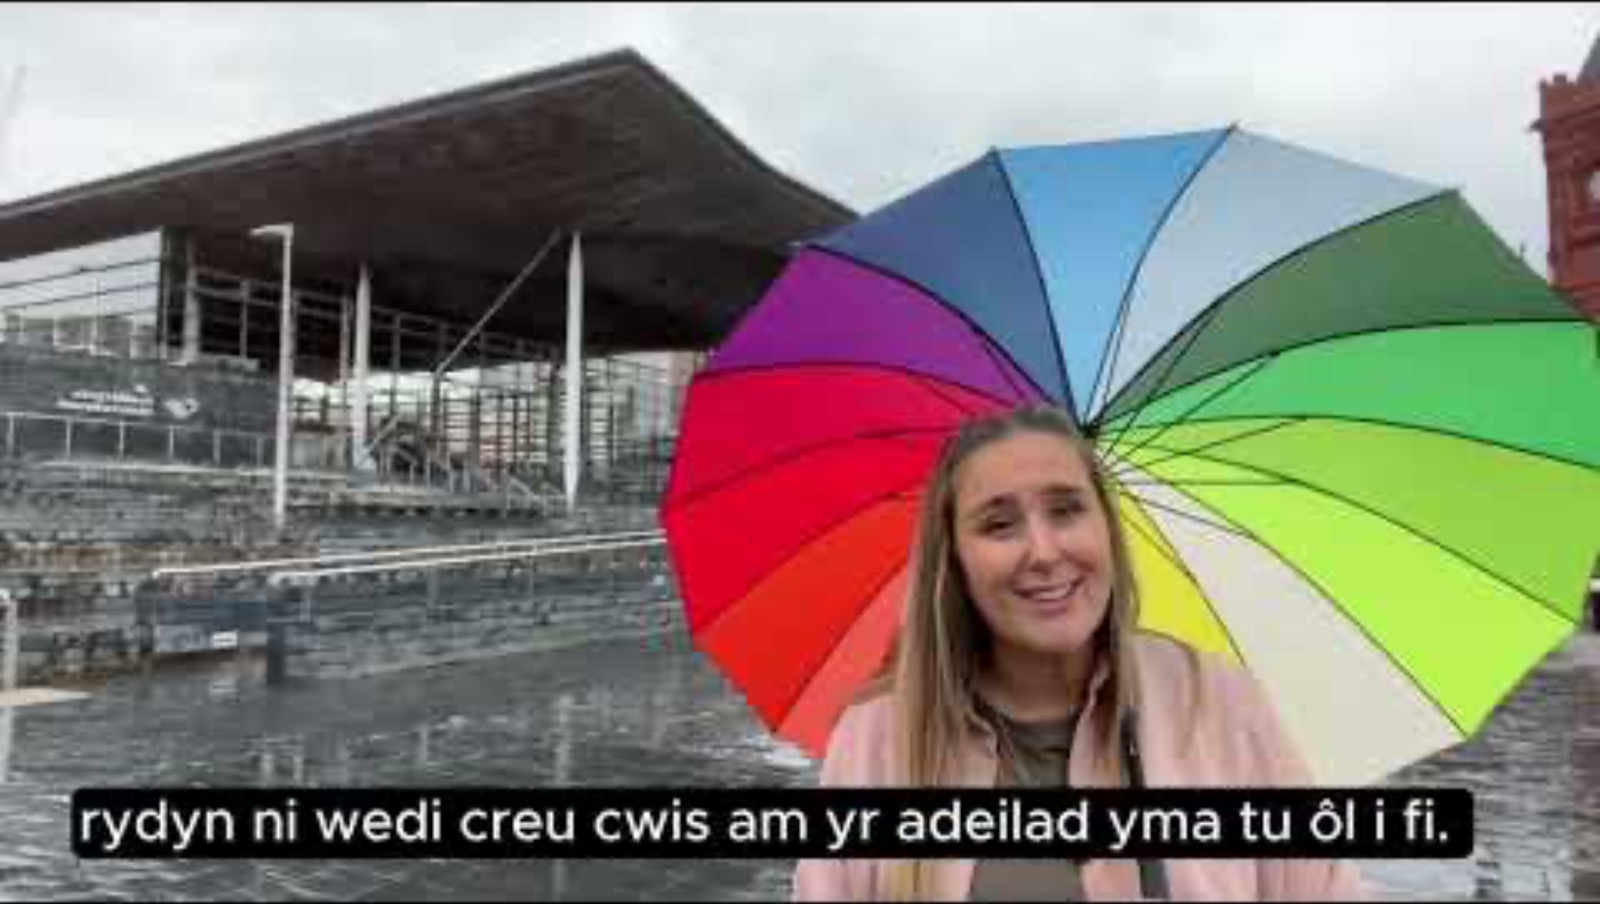 rydyn ni wedi creu cwis am yr adeilad yma tu ôl i fi.